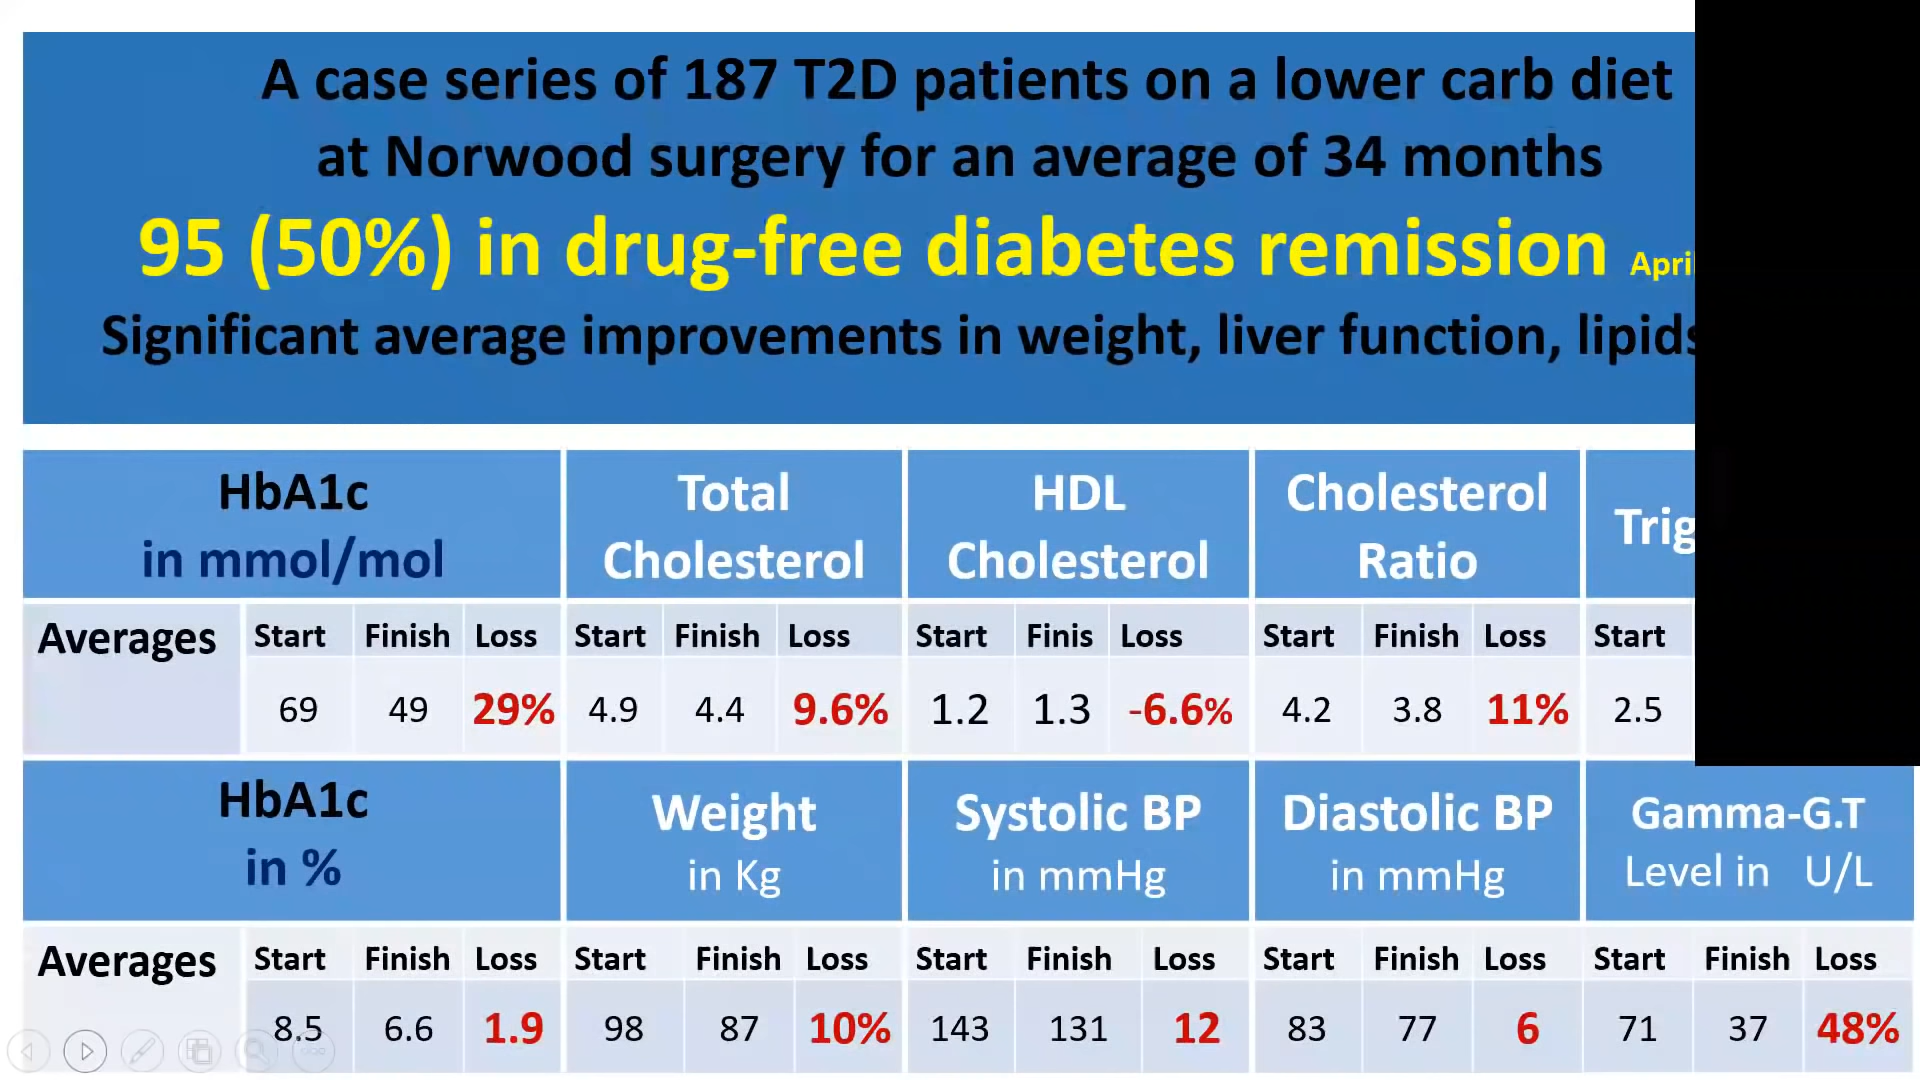 A case series of 187 T2D patients on a lower carb diet
at Norwood surgery for an average of 34 months
95 (50%) in drug-free diabetes remission
Significant average improvements in weight, liver function, lipids
HbA1c
in mmol/mol
Total
Cholesterol
HDL
Cholesterol
Cholesterol
Ratio
Trig
Averages Start Finish Loss Start Finish Loss Start Finis Loss Start Finish Loss Start
69 49 29% 4.9 4.4 9.6% 1.2 1.3 -6.6% 4.2 3.8 11% 2.5
HbA1c
in %
Weight
in Kg
Systolic BP
in mmHg
Diastolic BP
in mmHg
Gamma-G.T
Level in U/L
Averages Start Finish Loss Start Finish Loss Start Finish Loss Start Finish Loss Start Finish Loss
8.5 6.6 1.9 98 87 10% 143 131 12 83 77 6 71 37 48%